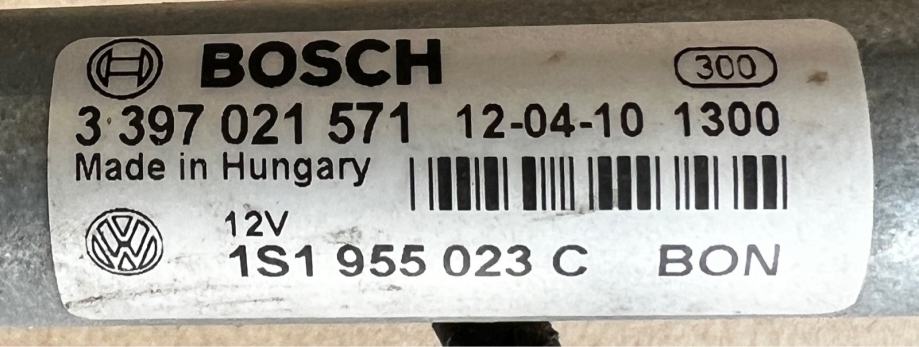 BOSCH 300
3 397 021 571 12-04-10 1300
Made in Hungary
12V
1S1 955 023 C BON